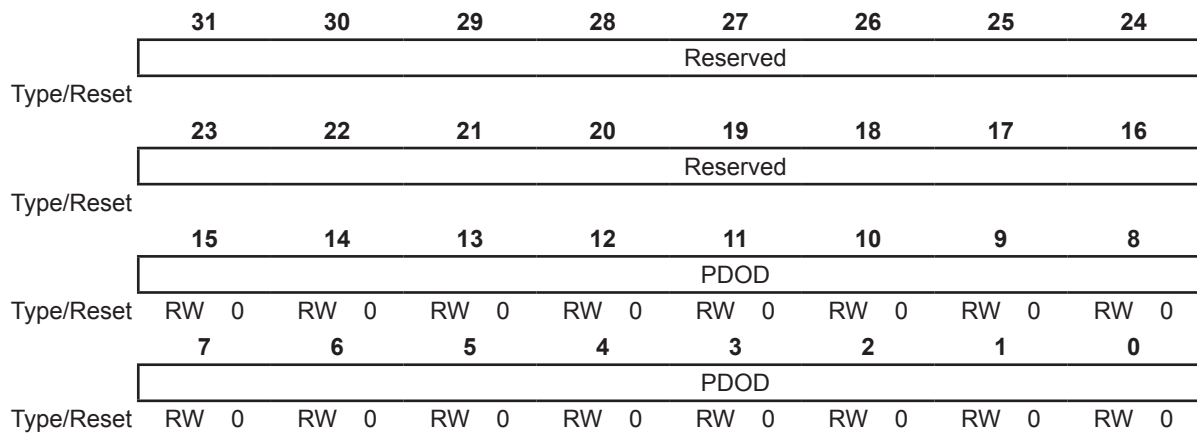 31 30 29 28 27 26 25 24
Reserved
Type/Reset
23 22 21 20 19 18 17 16
Reserved
Type/Reset
15 14 13 12 11 10 9 8
PDOD
Type/Reset RW 0 RW 0 RW 0 RW 0 RW 0 RW 0 RW 0 RW 0
7 6 5 4 3 2 1 0
PDOD
Type/Reset RW 0 RW 0 RW 0 RW 0 RW 0 RW 0 RW 0 RW 0